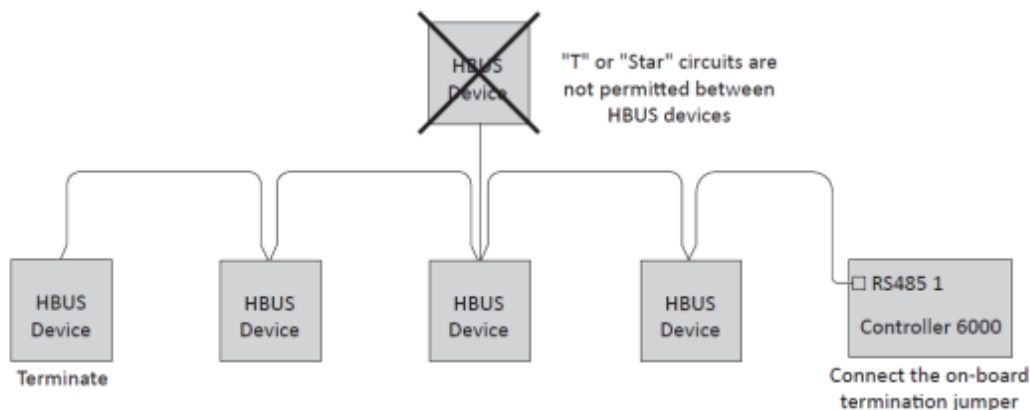 HBUS
Device
"T" or "Star" circuits are
not permitted between
HBUS devices
HBUS
Device
Terminate
HBUS
Device
HBUS
Device
HBUS
Device
RS485 1
Controller 6000
Connect the on-board
termination jumper